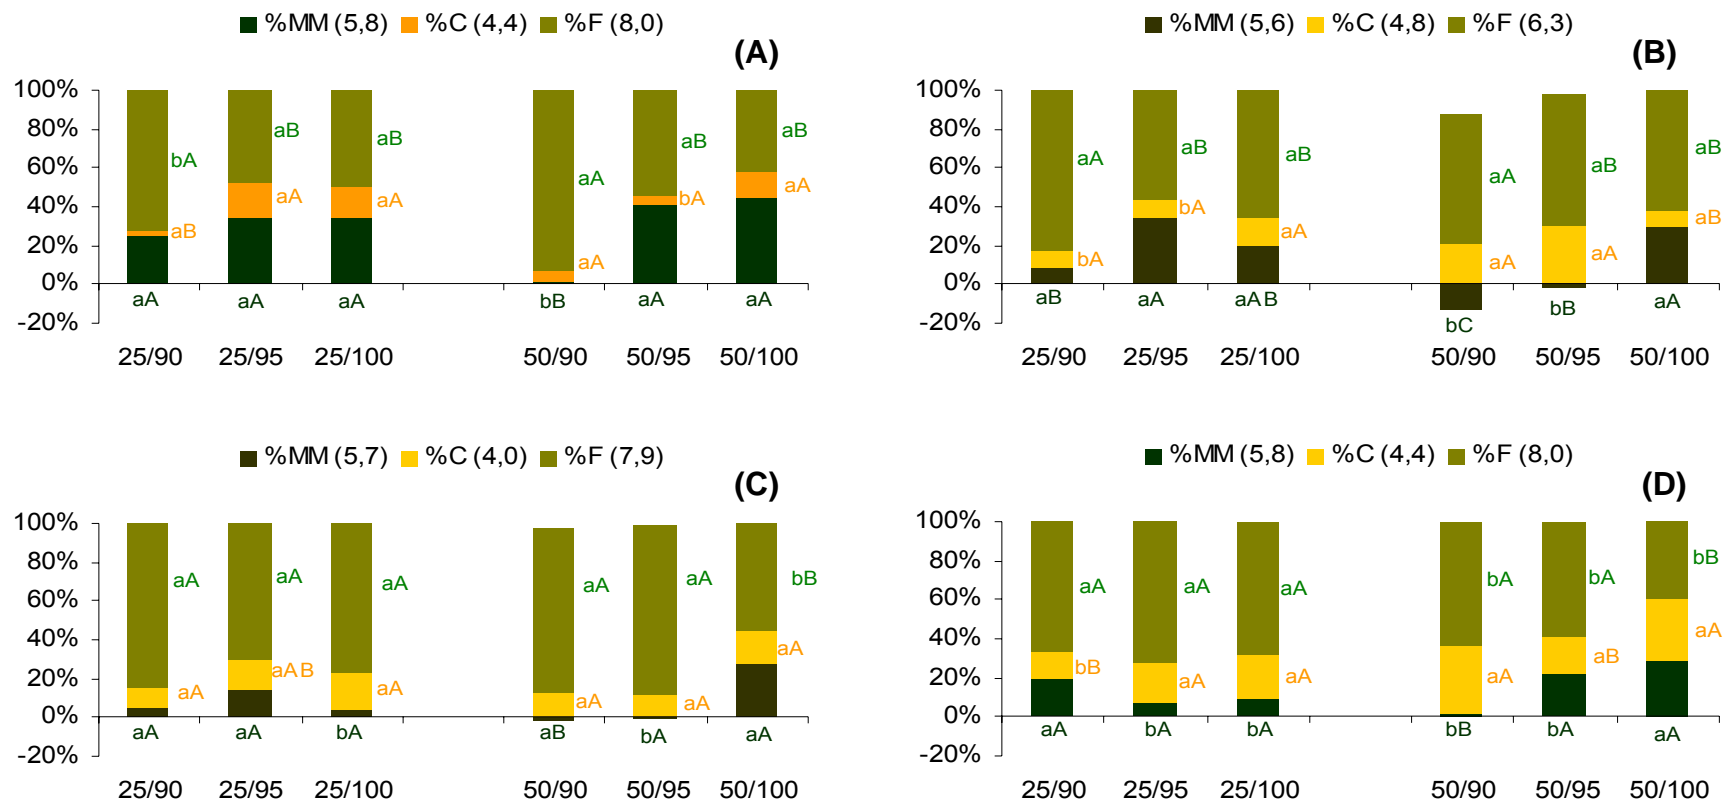 %MM (5,8) %C (4,4) %F (8,0)
(A)
100%
80%
60%
40%
20%
0%
-20%
bA
aB
aB
aA
aB
aB
aB
aA
aA
aA
bA
aA
aA
aA
aA
bB
aA
aA
25/90 25/95 25/100 50/90 50/95 50/100
%MM (5,6) %C (4,8) %F (6,3)
(B)
100%
80%
60%
40%
20%
0%
-20%
aA
aB
aB
aA
aB
aB
bA
bA
aA
aA
aA
aB
aB
aA
aA B
bC
bB
aA
25/90 25/95 25/100 50/90 50/95 50/100
%MM (5,7) %C (4,0) %F (7,9)
(C)
100%
80%
60%
40%
20%
0%
-20%
aA
aA
aA
aA
aA
bB
aA
aA B
aA
aA
aA
aA
aA
aA
bA
aB
bA
aA
25/90 25/95 25/100 50/90 50/95 50/100
%MM (5,8) %C (4,4) %F (8,0)
(D)
100%
80%
60%
40%
20%
0%
-20%
aA
aA
aA
bA
bA
bB
bB
aA
aA
aA
aB
aA
aA
bA
bA
bB
bA
aA
25/90 25/95 25/100 50/90 50/95 50/100